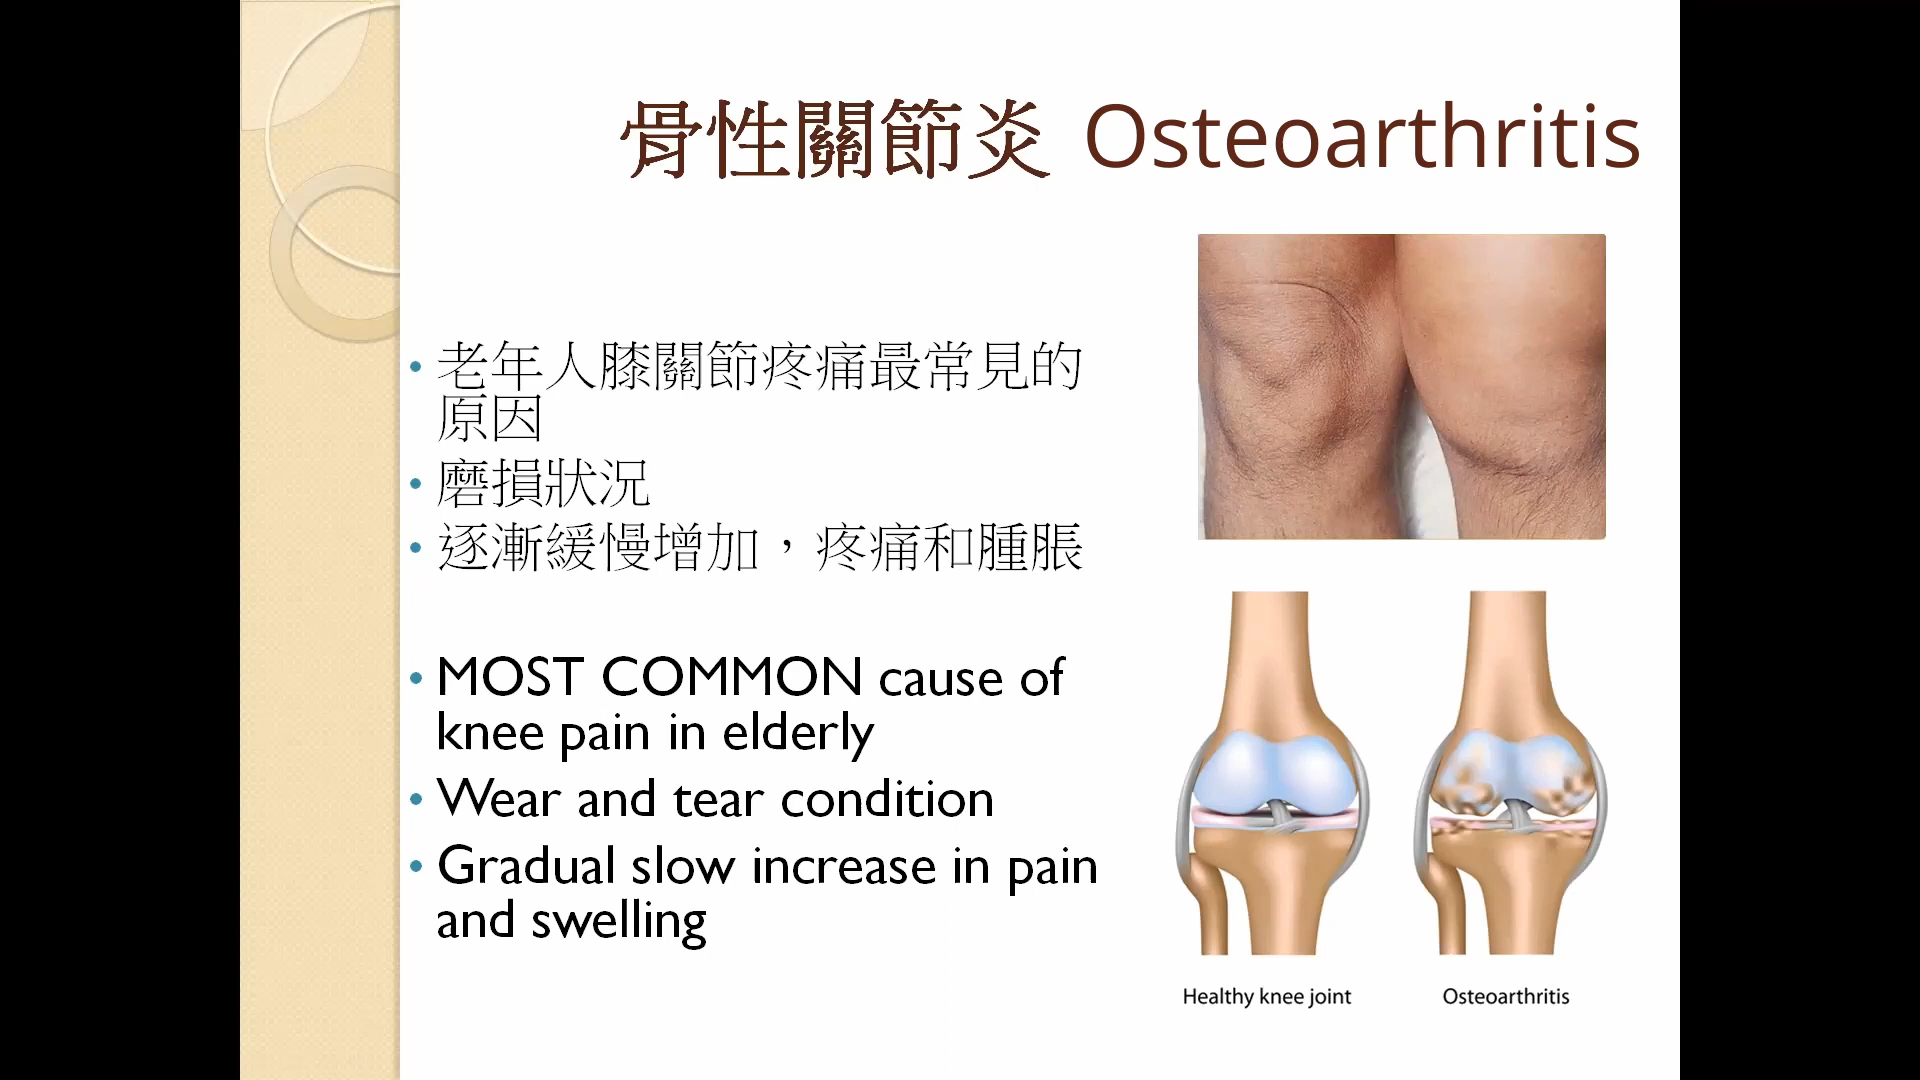 骨性關節炎 Osteoarthritis
• 老年人膝關節疼痛最常見的
原因
• 磨損狀況
• 逐漸緩慢增加，疼痛和腫脹
• MOST COMMON cause of
knee pain in elderly
• Wear and tear condition
• Gradual slow increase in pain
and swelling
Healthy knee joint
Osteoarthritis